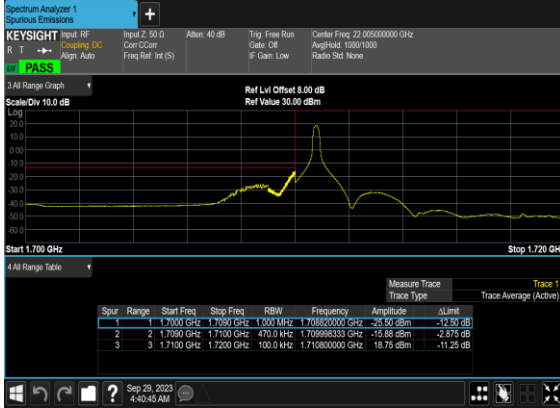 Spectrum Analyzer 1
Spurious Emissions
+
KEYSIGHT Input: RF Input Z: 50 Ω Atten: 40 dB Trig: Free Run Center Freq: 22.005000000 GHz
R T Coupling: DC Corr CCorr Gate: Off Avg|Hold: 1000/1000
Align: Auto Freq Ref: Int (S) IF Gain: Low Radio Std: None
LXI PASS
3.All Range Graph
Ref Lvl Offset 8.00 dB
Scale/Div 10.0 dB Ref Value 30.00 dBm
Log
20.0
10.0
0.00
-10.0
-20.0
-30.0
-40.0
-50.0
-60.0
Start 1.700 GHz Stop 1.720 GH
4.All Range Table
Measure Trace Trace 1
Trace Type Trace Average (Active)
Spur Range Start Freq Stop Freq RBW Frequency Amplitude ΔLimit
1 1 1.7000 GHz 1.7090 GHz 1.000 MHz 1.708820000 GHz -25.50 dBm -12.50 dB
2 2 1.7090 GHz 1.7100 GHz 470.0 kHz 1.709998333 GHz -15.88 dBm -2.875 dB
3 3 1.7100 GHz 1.7200 GHz 100.0 kHz 1.710800000 GHz 18.75 dBm -11.25 dB
? Sep 29, 2023
4:40:45 AM